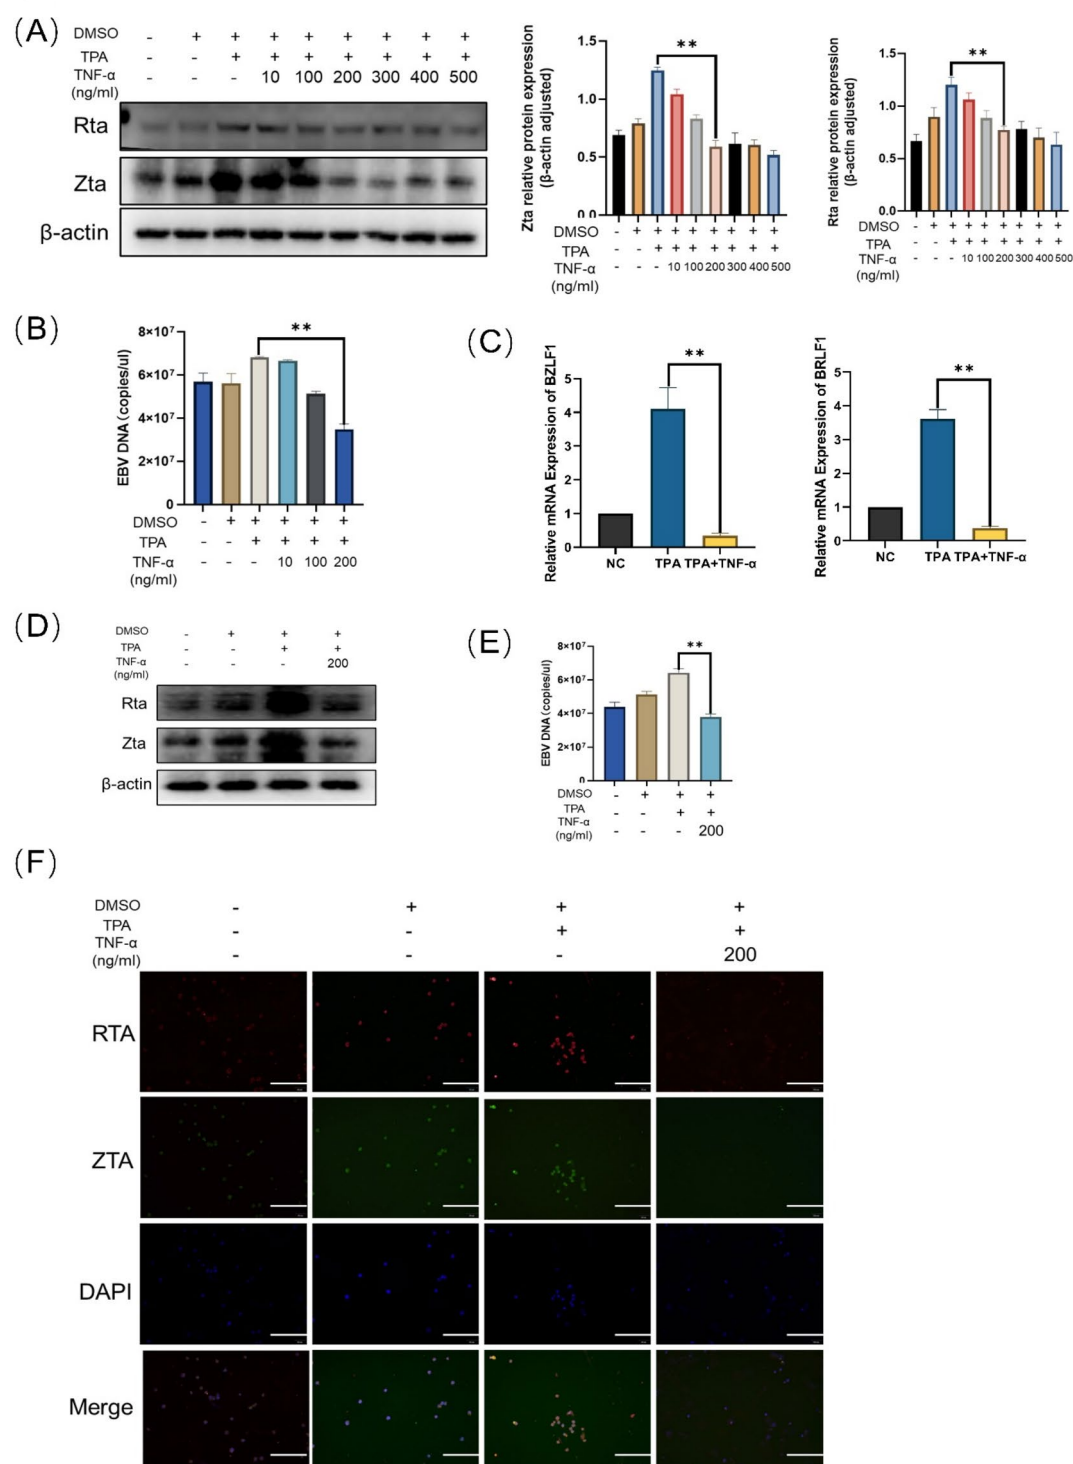 (A)
DMSO - + + + + + + + +
TPA - - + + + + + + +
TNF-α - - - 10 100 200 300 400 500
(ng/ml)
Rta
Zta
β-actin
Zta relative protein expression
(β-actin adjusted)
1.5
1.0
0.5
0.0
**
DMSO - + + + + + + + +
TPA - - + + + + + + +
TNF-α - - - 10 100 200 300 400 500
(ng/ml)
Rta relative protein expression
(β-actin adjusted)
1.5
1.0
0.5
0.0
**
DMSO - + + + + + + + +
TPA - - + + + + + + +
TNF-α - - - 10 100 200 300 400 500
(ng/ml)
(B)
EBV DNA (copies/ul)
8×10⁷
6×10⁷
4×10⁷
2×10⁷
0
**
DMSO - + + + + +
TPA - - + + + +
TNF-α - - - 10 100 200
(ng/ml)
(C)
Relative mRNA Expression of BZLF1
5
4
3
2
1
0
**
NC TPA TPA+TNF-α
Relative mRNA Expression of BRLF1
5
4
3
2
1
0
**
NC TPA TPA+TNF-α
(D)
DMSO - + + +
TPA - - + +
TNF-α - - - 200
(ng/ml)
Rta
Zta
β-actin
(E)
EBV DNA (copies/ul)
8×10⁷
6×10⁷
4×10⁷
2×10⁷
0
**
DMSO - + + +
TPA - - + +
TNF-α - - - 200
(ng/ml)
(F)
DMSO - + + +
TPA - - + +
TNF-α - - - 200
(ng/ml)
RTA
ZTA
DAPI
Merge